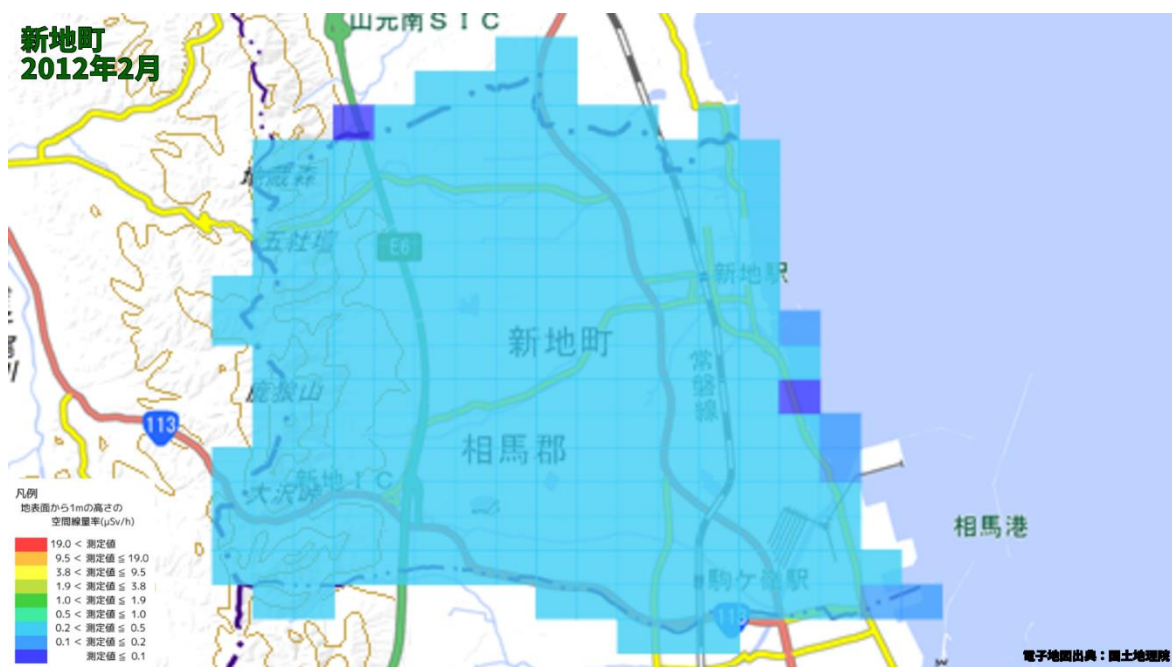 新地町
2012年2月
山元南ＳＩＣ
地蔵森
五社壇
E6
新地駅
新地町
常磐線
鹿狼山
113
相馬郡
新地ＩＣ
大沢峠
相馬港
駒ケ嶺駅
113
凡例
地表面から1mの高さの
空間線量率(μSv/h)
19.0 < 測定値
9.5 < 測定値 ≤ 19.0
3.8 < 測定値 ≤ 9.5
1.9 < 測定値 ≤ 3.8
1.0 < 測定値 ≤ 1.9
0.5 < 測定値 ≤ 1.0
0.2 < 測定値 ≤ 0.5
0.1 < 測定値 ≤ 0.2
測定値 ≤ 0.1
電子地図出典：国土地理院